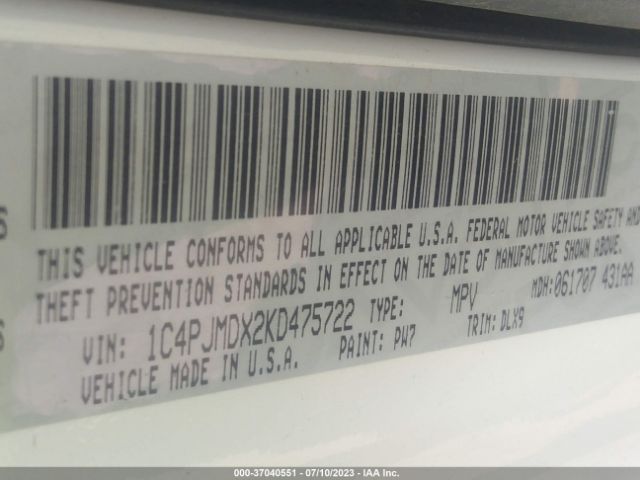 THIS VEHICLE CONFORMS TO ALL APPLICABLE U.S.A. FEDERAL MOTOR VEHICLE SAFETY AND
THEFT PREVENTION STANDARDS IN EFFECT ON THE DATE OF MANUFACTURE SHOWN ABOVE.
VIN: 1C4PJMDX2KD475722 TYPE: MPV MDH: 061707 431AA
VEHICLE MADE IN U.S.A. PAINT: PW7 TRIM: DLX9
000-37040551 - 07/10/2023 - IAA Inc.